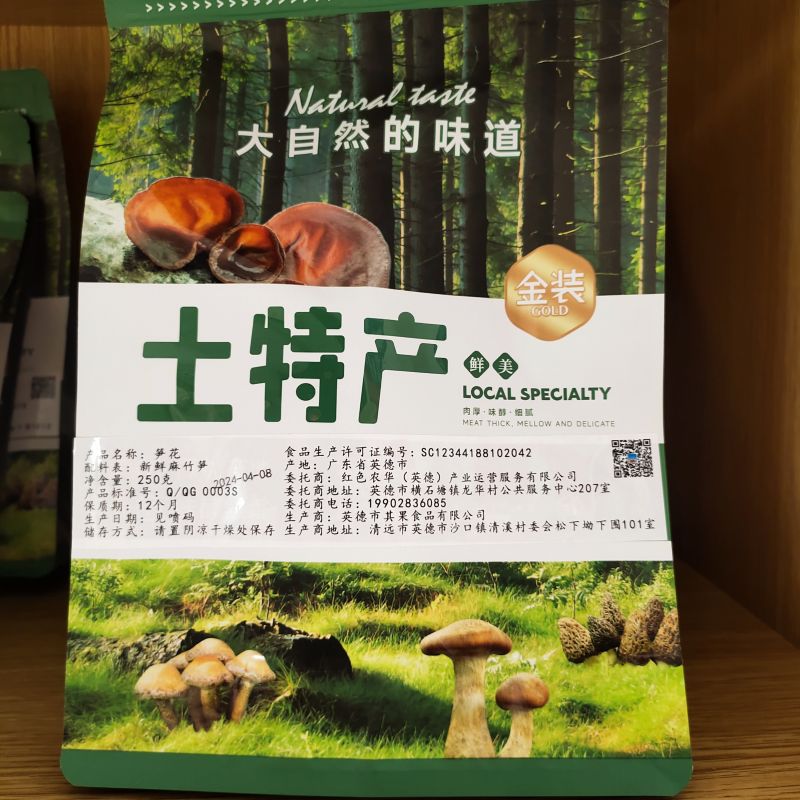 Natural taste
大自然的味道
金装
GOLD
土特产
鲜美
LOCAL SPECIALTY
肉厚·味醇·细腻
MEAT THICK, MELLOW AND DELICATE
产品名称：笋花
配料表：新鲜麻竹笋
净含量：250克
2024-04-08
产品标准号：Q/QG 0003S
保质期：12个月
生产日期：见喷码
储存方式：请置阴凉干燥处保存
食品生产许可证编号：SC12344188102042
产地：广东省英德市
委托商：红色农华（英德）产业运营服务有限公司
委托商地址：英德市横石塘镇龙华村公共服务中心207室
委托商电话：19902836085
生产商：英德市其果食品有限公司
生产商地址：清远市英德市沙口镇清溪村委会松下坳下围101室